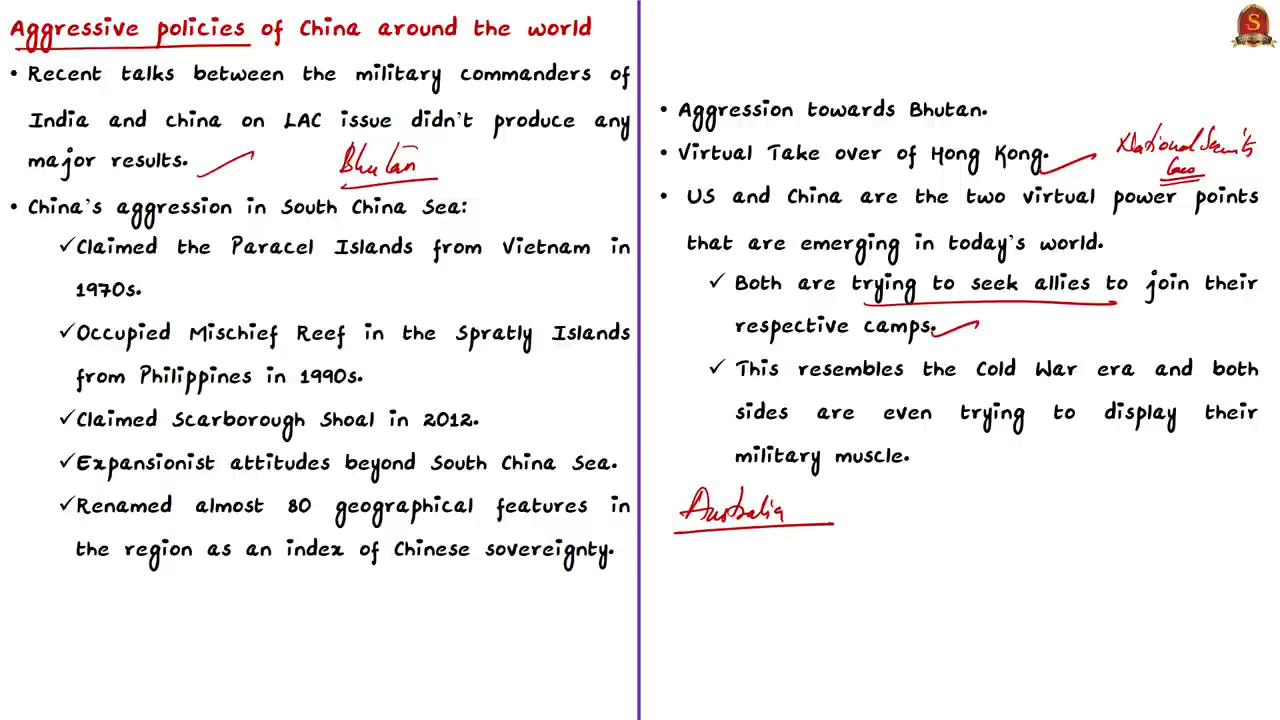 Aggressive policies of China around the world
• Recent talks between the military commanders of
India and china on LAC issue didn't produce any
major results.
Bhutan
• China's aggression in South China Sea:
✓Claimed the Paracel Islands from Vietnam in
1970s.
✓Occupied Mischief Reef in the Spratly Islands
from Philippines in 1990s.
✓Claimed Scarborough Shoal in 2012.
✓Expansionist attitudes beyond South China Sea.
✓Renamed almost 80 geographical features in
the region as an index of Chinese sovereignty.
S
• Aggression towards Bhutan.
• Virtual Take over of Hong Kong.
National Security
Law
• US and China are the two virtual power points
that are emerging in today's world.
✓ Both are trying to seek allies to join their
respective camps.
✓ This resembles the Cold War era and both
sides are even trying to display their
military muscle.
Australia